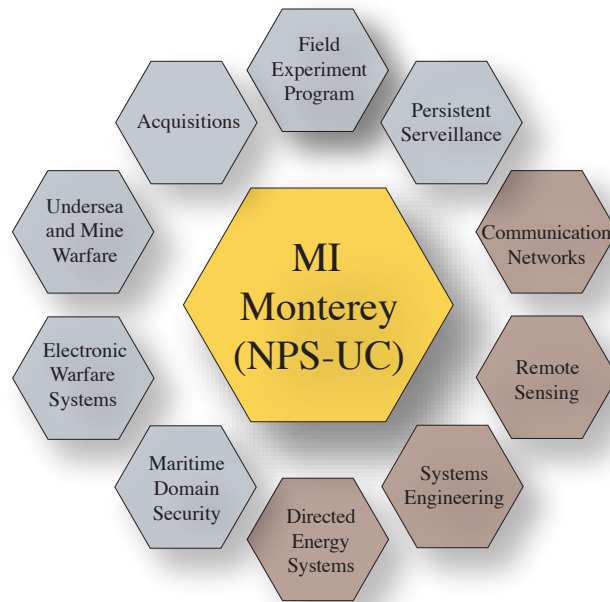 Field
Experiment
Program
Acquisitions
Persistent
Serveillance
Undersea
and Mine
Warfare
Communication
Networks
MI
Monterey
(NPS-UC)
Electronic
Warfare
Systems
Remote
Sensing
Maritime
Domain
Security
Systems
Engineering
Directed
Energy
Systems